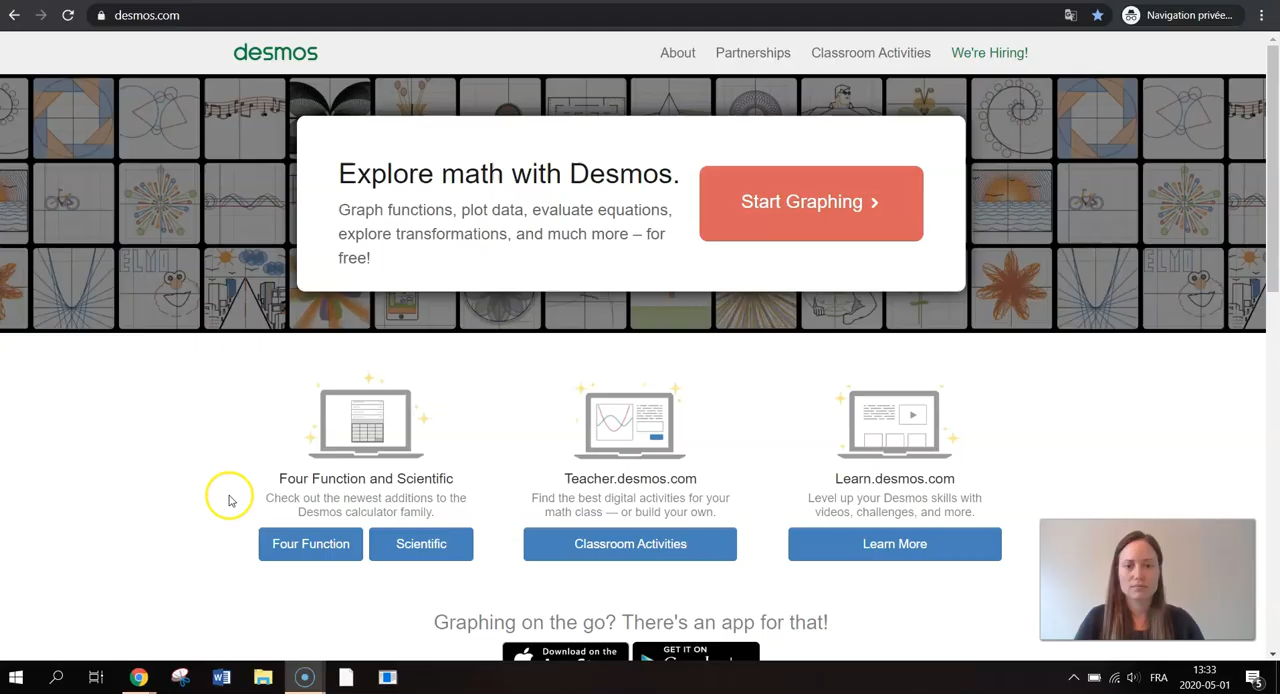 desmos.com
Navigation privée...
desmos
About
Partnerships
Classroom Activities
We're Hiring!
Explore math with Desmos.
Graph functions, plot data, evaluate equations,
explore transformations, and much more – for
free!
Start Graphing
ELMO
ELMO
Four Function and Scientific
Check out the newest additions to the
Desmos calculator family.
Four Function
Scientific
Teacher.desmos.com
Find the best digital activities for your
math class — or build your own.
Classroom Activities
Learn.desmos.com
Level up your Desmos skills with
videos, challenges, and more.
Learn More
Graphing on the go? There's an app for that!
Download on the
GET IT ON
FRA
13:33
2020-05-01
5